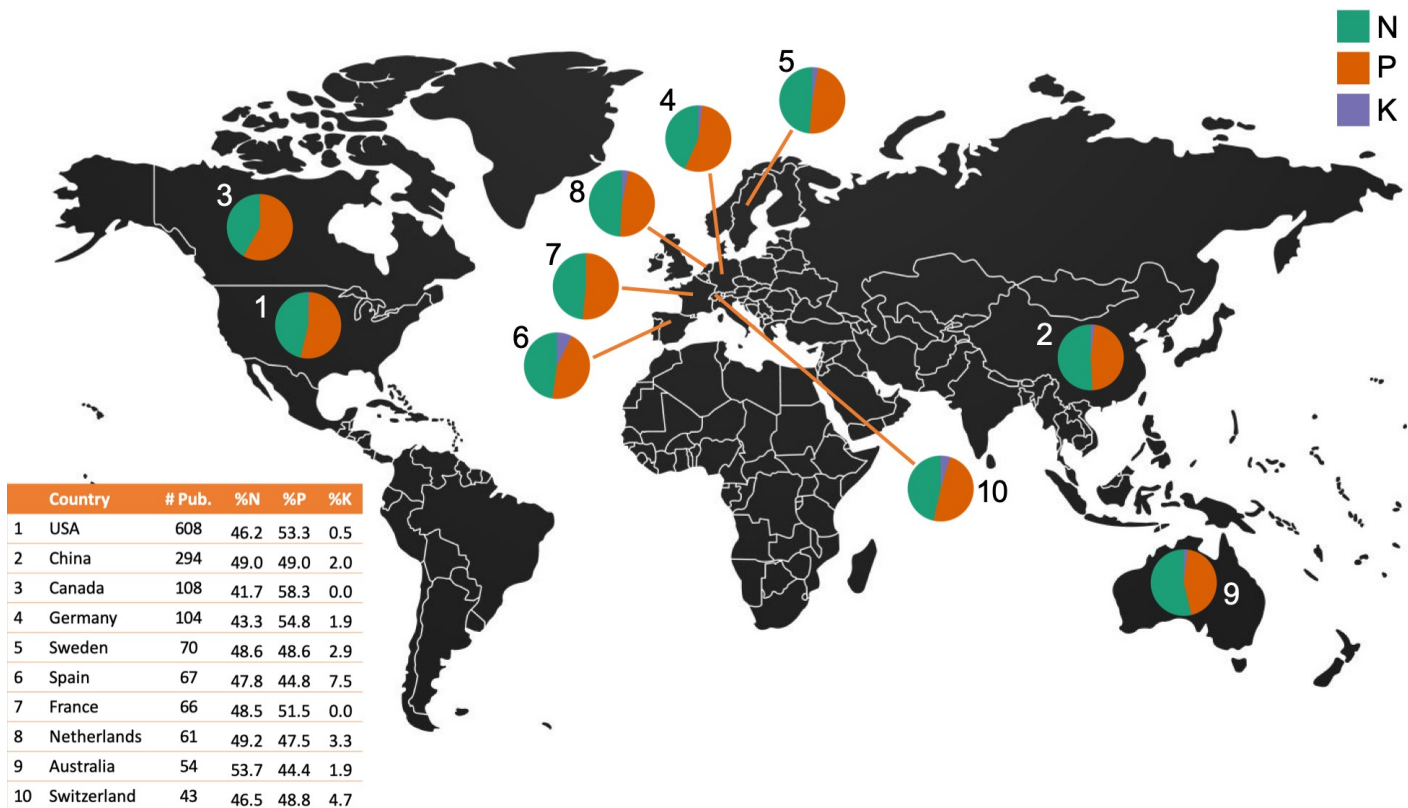 N
P
K
5
4
8
3
7
1
2
6
10
9
Country # Pub. %N %P %K
1 USA 608 46.2 53.3 0.5
2 China 294 49.0 49.0 2.0
3 Canada 108 41.7 58.3 0.0
4 Germany 104 43.3 54.8 1.9
5 Sweden 70 48.6 48.6 2.9
6 Spain 67 47.8 44.8 7.5
7 France 66 48.5 51.5 0.0
8 Netherlands 61 49.2 47.5 3.3
9 Australia 54 53.7 44.4 1.9
10 Switzerland 43 46.5 48.8 4.7